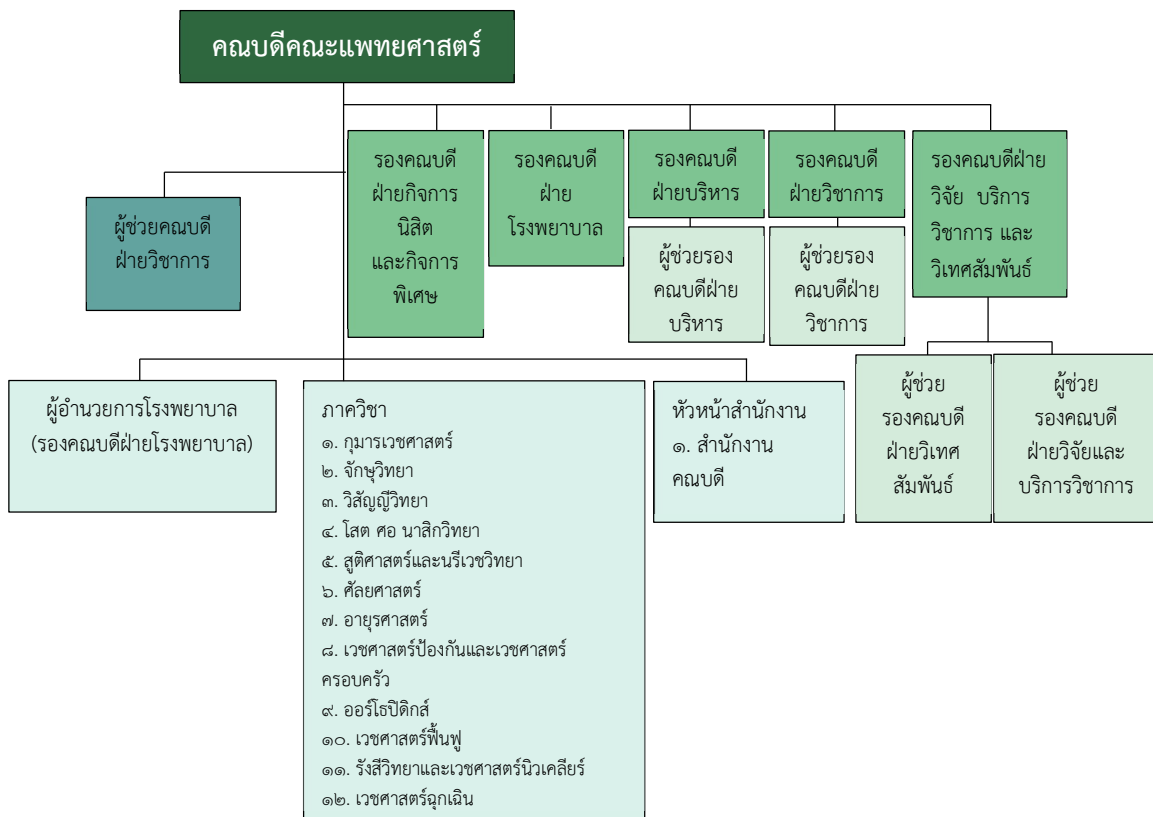 คณบดีคณะแพทยศาสตร์
รองคณบดี
ฝ่ายกิจการ
นิสิต
และกิจการ
พิเศษ
รองคณบดี
ฝ่าย
โรงพยาบาล
รองคณบดี
ฝ่ายบริหาร
รองคณบดี
ฝ่ายวิชาการ
รองคณบดีฝ่าย
วิจัย บริการ
วิชาการ และ
วิเทศสัมพันธ์
ผู้ช่วยคณบดี
ฝ่ายวิชาการ
ผู้ช่วยรอง
คณบดีฝ่าย
บริหาร
ผู้ช่วยรอง
คณบดีฝ่าย
วิชาการ
ผู้อำนวยการโรงพยาบาล
(รองคณบดีฝ่ายโรงพยาบาล)
ภาควิชา
๑. กุมารเวชศาสตร์
๒. จักษุวิทยา
๓. วิสัญญีวิทยา
๔. โสต ศอ นาสิกวิทยา
๕. สูติศาสตร์และนรีเวชวิทยา
๖. ศัลยศาสตร์
๗. อายุรศาสตร์
๘. เวชศาสตร์ป้องกันและเวชศาสตร์
ครอบครัว
๙. ออร์โธปิดิกส์
๑๐. เวชศาสตร์ฟื้นฟู
๑๑. รังสีวิทยาและเวชศาสตร์นิวเคลียร์
๑๒. เวชศาสตร์ฉุกเฉิน
หัวหน้าสำนักงาน
๑. สำนักงาน
คณบดี
ผู้ช่วย
รองคณบดี
ฝ่ายวิเทศ
สัมพันธ์
ผู้ช่วย
รองคณบดี
ฝ่ายวิจัยและ
บริการวิชาการ